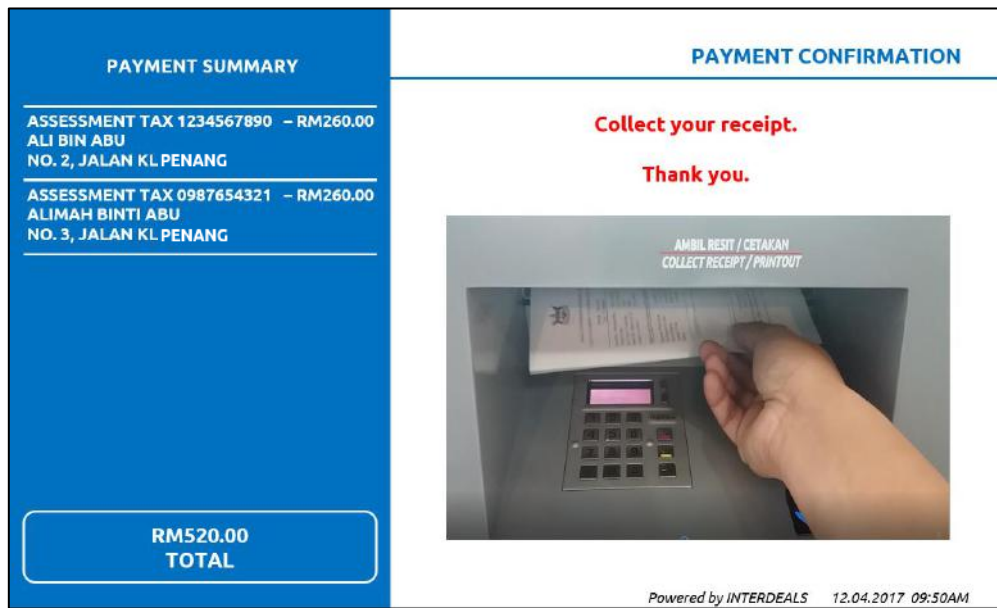 PAYMENT SUMMARY
ASSESSMENT TAX 1234567890 – RM260.00
ALI BIN ABU
NO. 2, JALAN KL PENANG
ASSESSMENT TAX 0987654321 – RM260.00
ALIMAH BINTI ABU
NO. 3, JALAN KL PENANG
RM520.00
TOTAL
PAYMENT CONFIRMATION
Collect your receipt.
Thank you.
AMBIL RESIT / CETAKAN
COLLECT RECEIPT / PRINTOUT
Powered by INTERDEALS 12.04.2017 09:50AM